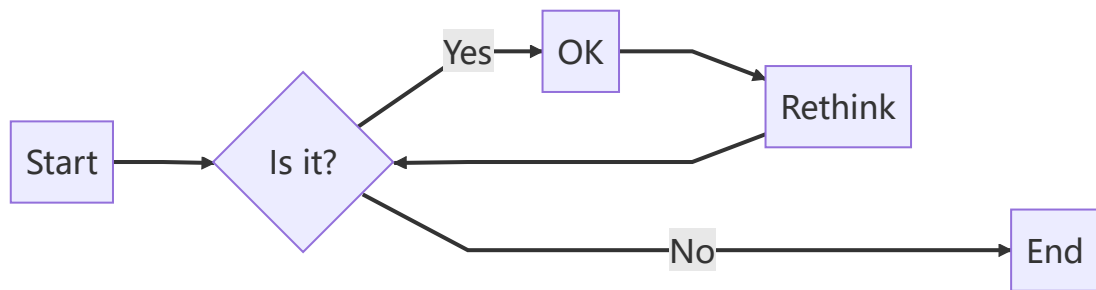 Start
Is it?
Yes
OK
Rethink
No
End